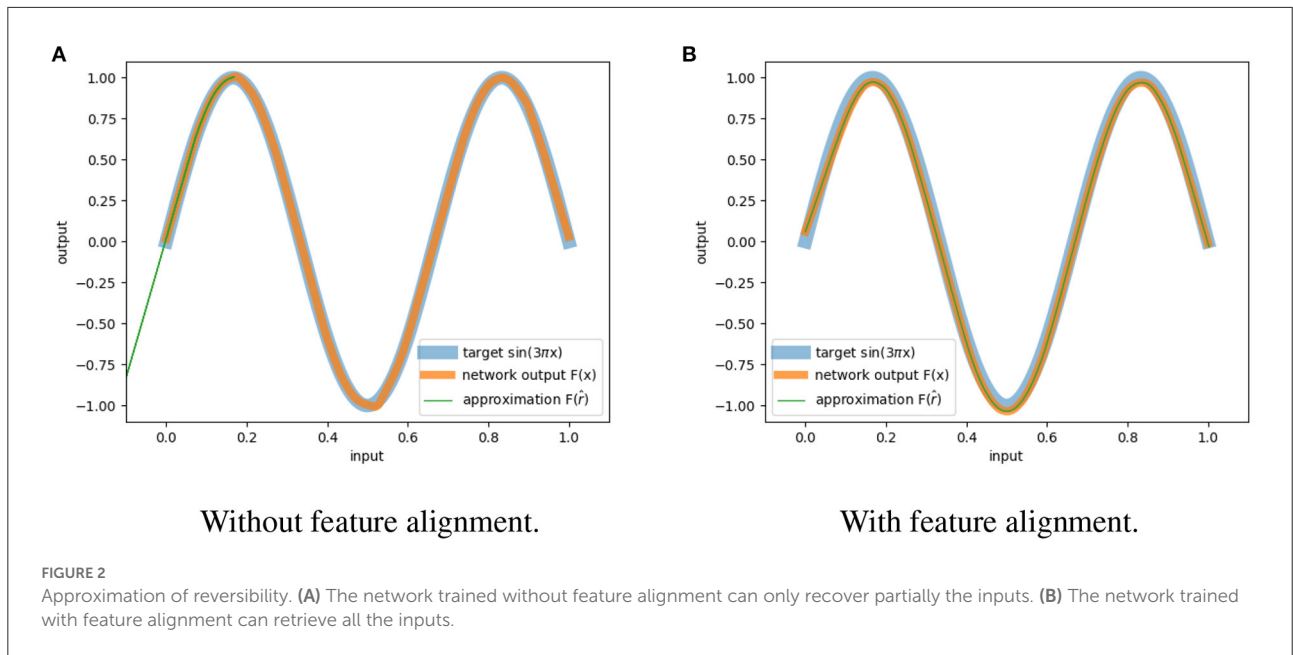 A
1.00
0.75
0.50
0.25
0.00
−0.25
−0.50
−0.75
−1.00
output
0.0 0.2 0.4 0.6 0.8 1.0
input
target sin(3πx)
network output F(x)
approximation F(r̂)
Without feature alignment.
B
1.00
0.75
0.50
0.25
0.00
−0.25
−0.50
−0.75
−1.00
output
0.0 0.2 0.4 0.6 0.8 1.0
input
target sin(3πx)
network output F(x)
approximation F(r̂)
With feature alignment.
FIGURE 2
Approximation of reversibility. (A) The network trained without feature alignment can only recover partially the inputs. (B) The network trained
with feature alignment can retrieve all the inputs.